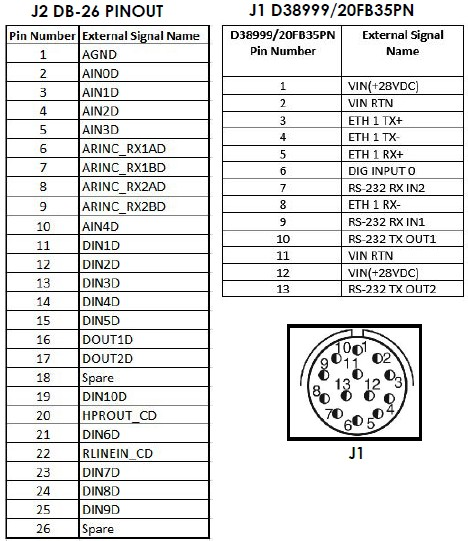 J2 DB-26 PINOUT
Pin Number External Signal Name
1 AGND
2 AIN0D
3 AIN1D
4 AIN2D
5 AIN3D
6 ARINC_RX1AD
7 ARINC_RX1BD
8 ARINC_RX2AD
9 ARINC_RX2BD
10 AIN4D
11 DIN1D
12 DIN2D
13 DIN3D
14 DIN4D
15 DIN5D
16 DOUT1D
17 DOUT2D
18 Spare
19 DIN10D
20 HPROUT_CD
21 DIN6D
22 RLINEIN_CD
23 DIN7D
24 DIN8D
25 DIN9D
26 Spare
J1 D38999/20FB35PN
D38999/20FB35PN External Signal
Pin Number Name
1 VIN(+28VDC)
2 VIN RTN
3 ETH 1 TX+
4 ETH 1 TX-
5 ETH 1 RX+
6 DIG INPUT 0
7 RS-232 RX IN2
8 ETH 1 RX-
9 RS-232 RX IN1
10 RS-232 TX OUT1
11 VIN RTN
12 VIN(+28VDC)
13 RS-232 TX OUT2
10 1
9 11 2
3
8 13 12
7 4
6 5
J1